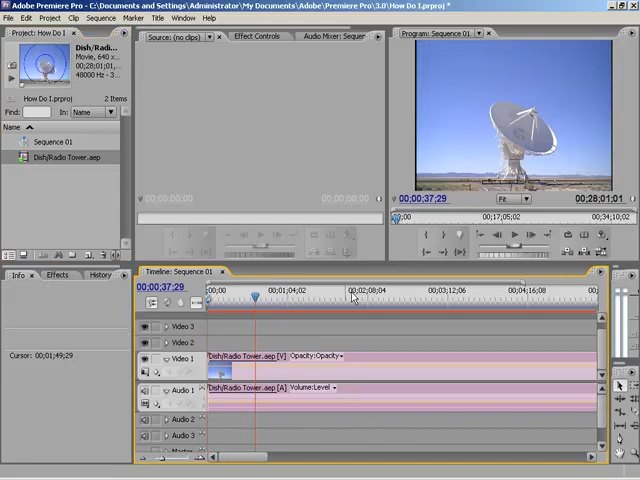 Adobe Premiere Pro - C:\Documents and Settings\Administrator\My Documents\Adobe\Premiere Pro\3.0\How Do I.prproj *
File Edit Project Clip Sequence Marker Title Window Help
Project: How Do I
Dish/Radi...
Movie, 640 x
00;28;01;01...
48000 Hz - 3...
How Do I.prproj 2 Items
Find: In: Name
Name
Sequence 01
Dish/Radio Tower.aep
Source: (no clips) Effect Controls Audio Mixer: Sequer
00;00;00;00 00;00;00;00
Program: Sequence 01
00;00;37;29 Fit 00;28;01;01
;00 00;17;05;02 00;34;10;02
Info Effects History
Cursor: 00;01;49;29
Timeline: Sequence 01
00;00;37;29
;00;00 00;01;04;02 00;02;08;04 00;03;12;06 00;04;16;08 00;
Video 3
Video 2
Video 1 Dish/Radio Tower.aep [V] Opacity:Opacity
Audio 1 Dish/Radio Tower.aep [A] Volume:Level
Audio 2
Audio 3